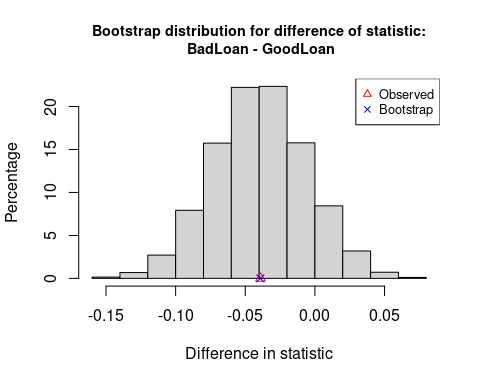 Bootstrap distribution for difference of statistic:
BadLoan - GoodLoan
Observed
Bootstrap
Percentage
20
15
10
5
0
-0.15 -0.10 -0.05 0.00 0.05
Difference in statistic